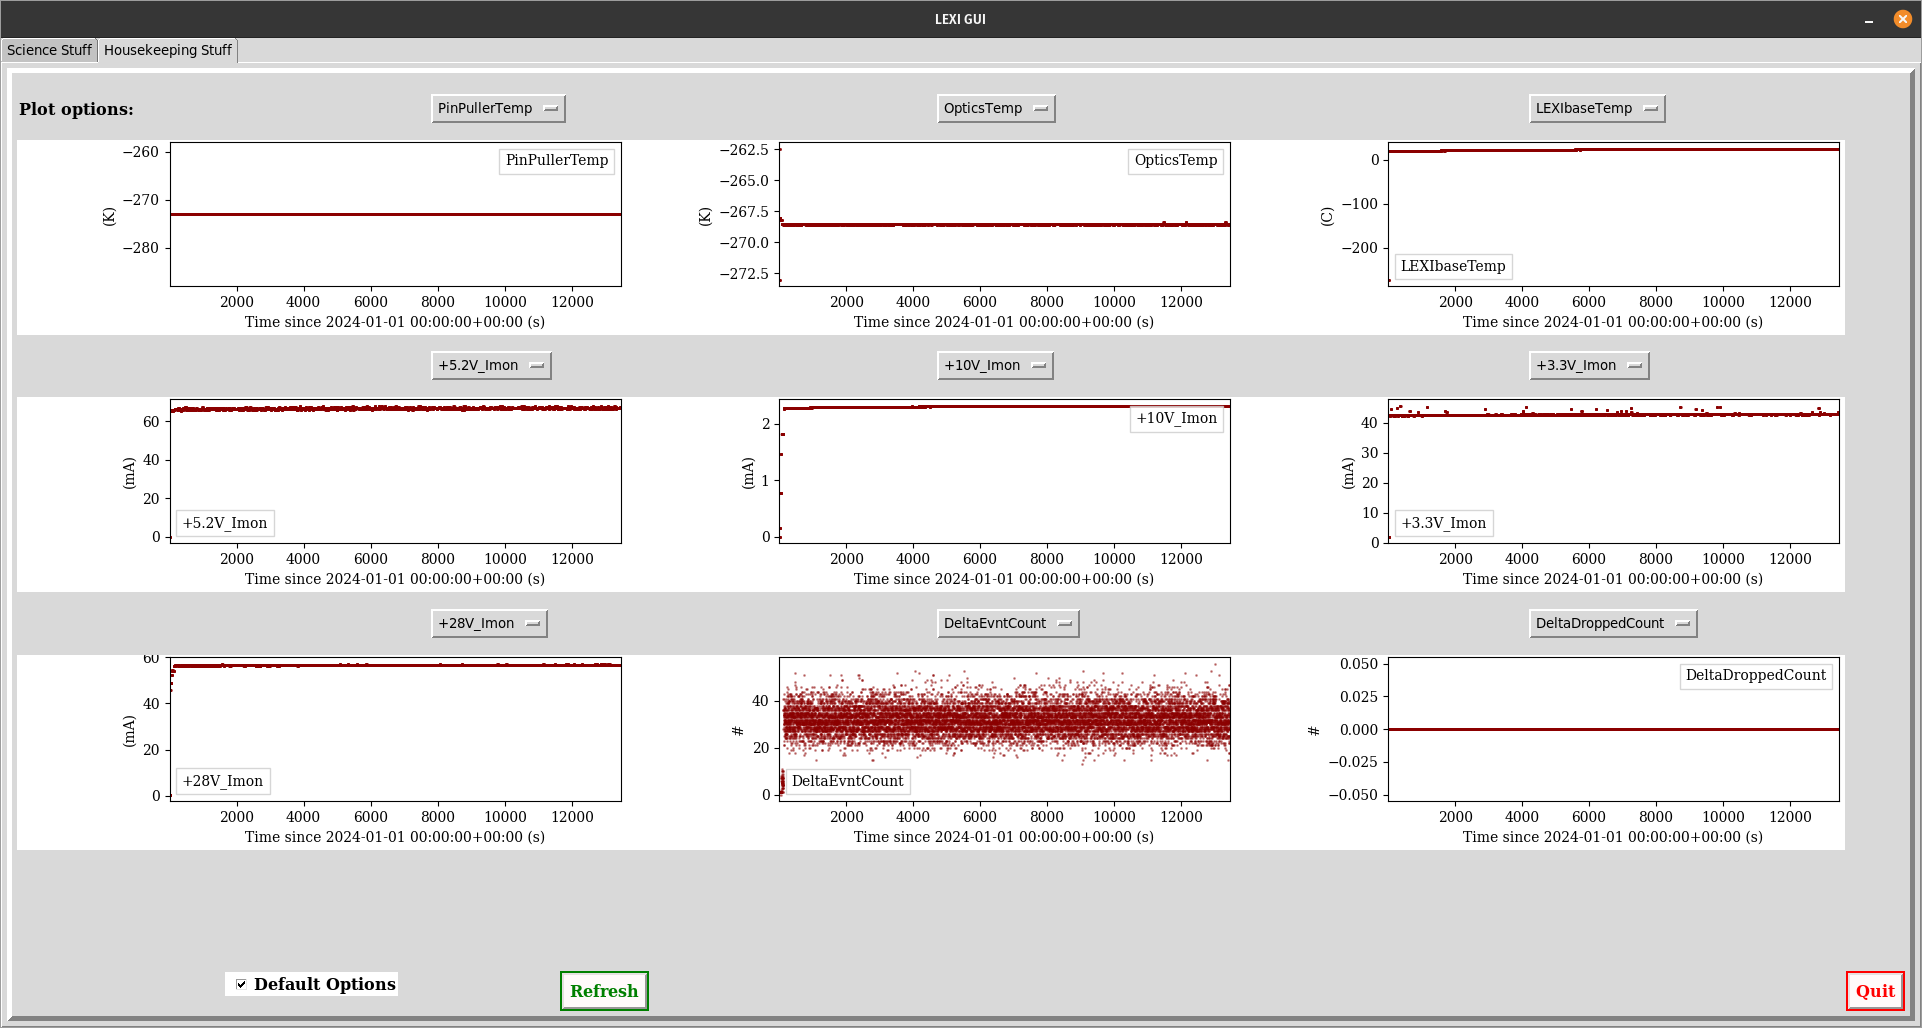 LEXI GUI
Science Stuff Housekeeping Stuff
Plot options: PinPullerTemp OpticsTemp LEXIbaseTemp
−260
−270
−280
(K)
PinPullerTemp
2000 4000 6000 8000 10000 12000
Time since 2024-01-01 00:00:00+00:00 (s)
−262.5
−265.0
−267.5
−270.0
−272.5
(K)
OpticsTemp
2000 4000 6000 8000 10000 12000
Time since 2024-01-01 00:00:00+00:00 (s)
0
−100
−200
(C)
LEXIbaseTemp
2000 4000 6000 8000 10000 12000
Time since 2024-01-01 00:00:00+00:00 (s)
+5.2V_Imon +10V_Imon +3.3V_Imon
60
40
20
0
(mA)
+5.2V_Imon
2000 4000 6000 8000 10000 12000
Time since 2024-01-01 00:00:00+00:00 (s)
2
1
0
(mA)
+10V_Imon
2000 4000 6000 8000 10000 12000
Time since 2024-01-01 00:00:00+00:00 (s)
40
30
20
10
0
(mA)
+3.3V_Imon
2000 4000 6000 8000 10000 12000
Time since 2024-01-01 00:00:00+00:00 (s)
+28V_Imon DeltaEvntCount DeltaDroppedCount
60
40
20
0
(mA)
+28V_Imon
2000 4000 6000 8000 10000 12000
Time since 2024-01-01 00:00:00+00:00 (s)
40
20
0
#
DeltaEvntCount
2000 4000 6000 8000 10000 12000
Time since 2024-01-01 00:00:00+00:00 (s)
0.050
0.025
0.000
−0.025
−0.050
#
DeltaDroppedCount
2000 4000 6000 8000 10000 12000
Time since 2024-01-01 00:00:00+00:00 (s)
Default Options
Refresh
Quit